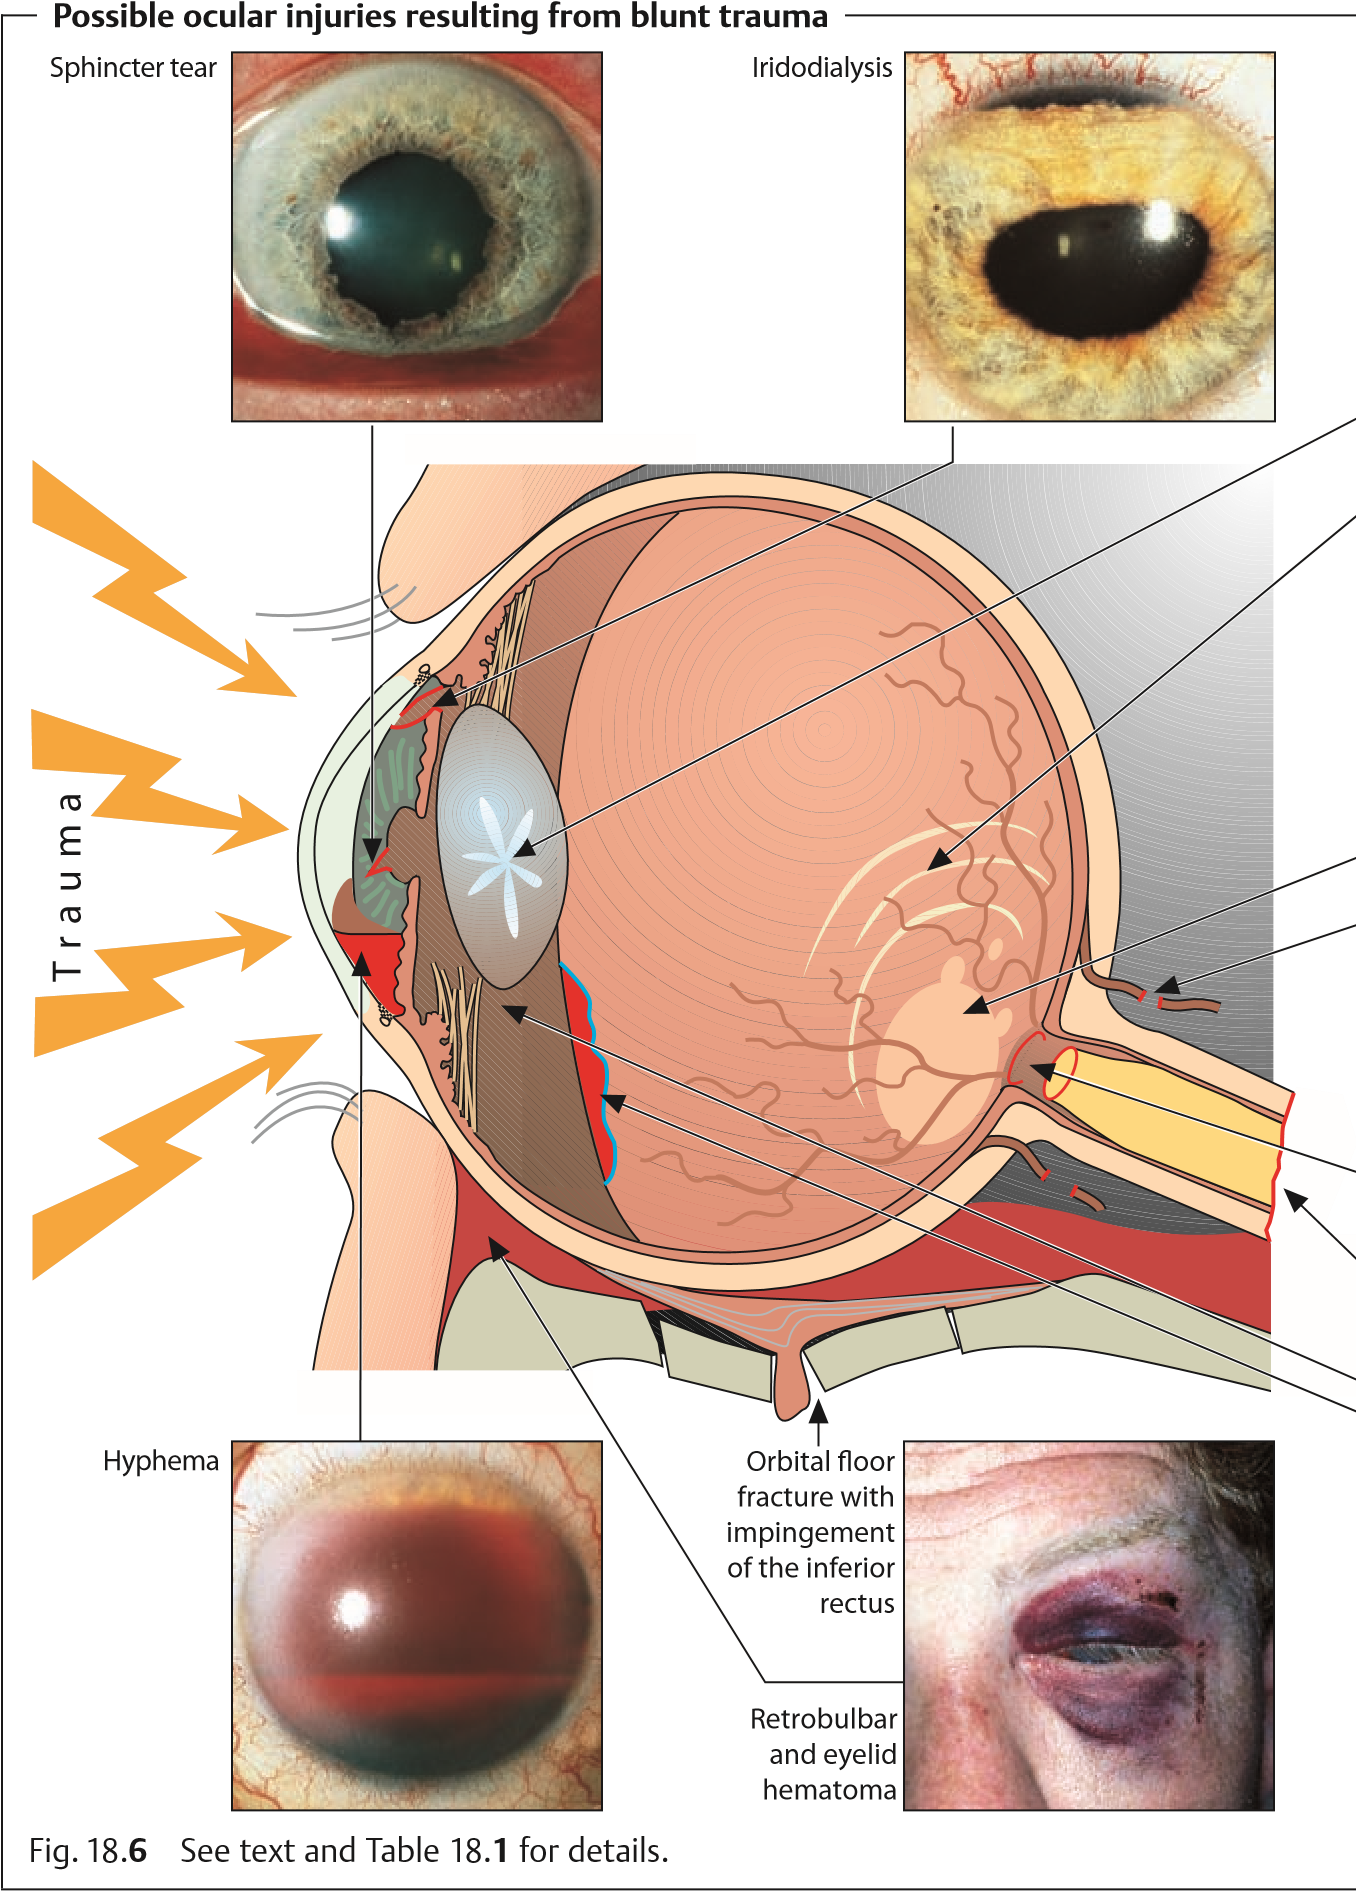 Possible ocular injuries resulting from blunt trauma
Sphincter tear
Iridodialysis
Trauma
Hyphema
Orbital floor
fracture with
impingement
of the inferior
rectus
Retrobulbar
and eyelid
hematoma
Fig. 18.6 See text and Table 18.1 for details.